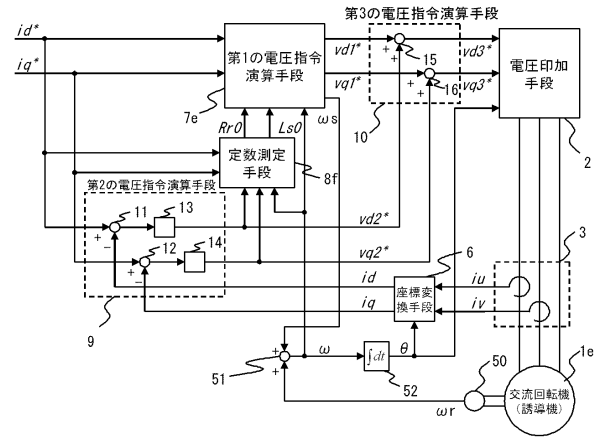 第3の電圧指令演算手段
id*
iq*
第1の電圧指令
演算手段
7e
vd1*
vq1*
+
+
15
+
+
16
10
vd3*
vq3*
電圧印加
手段
2
Rr0
Ls0
ωs
定数測定
手段
8f
第2の電圧指令演算手段
11
13
+
−
12
14
+
−
9
vd2*
vq2*
id
iq
6
座標変
換手段
iu
iv
3
51
+
+
ω
∫dt
52
θ
50
ωr
1e
交流回転機
(誘導機)